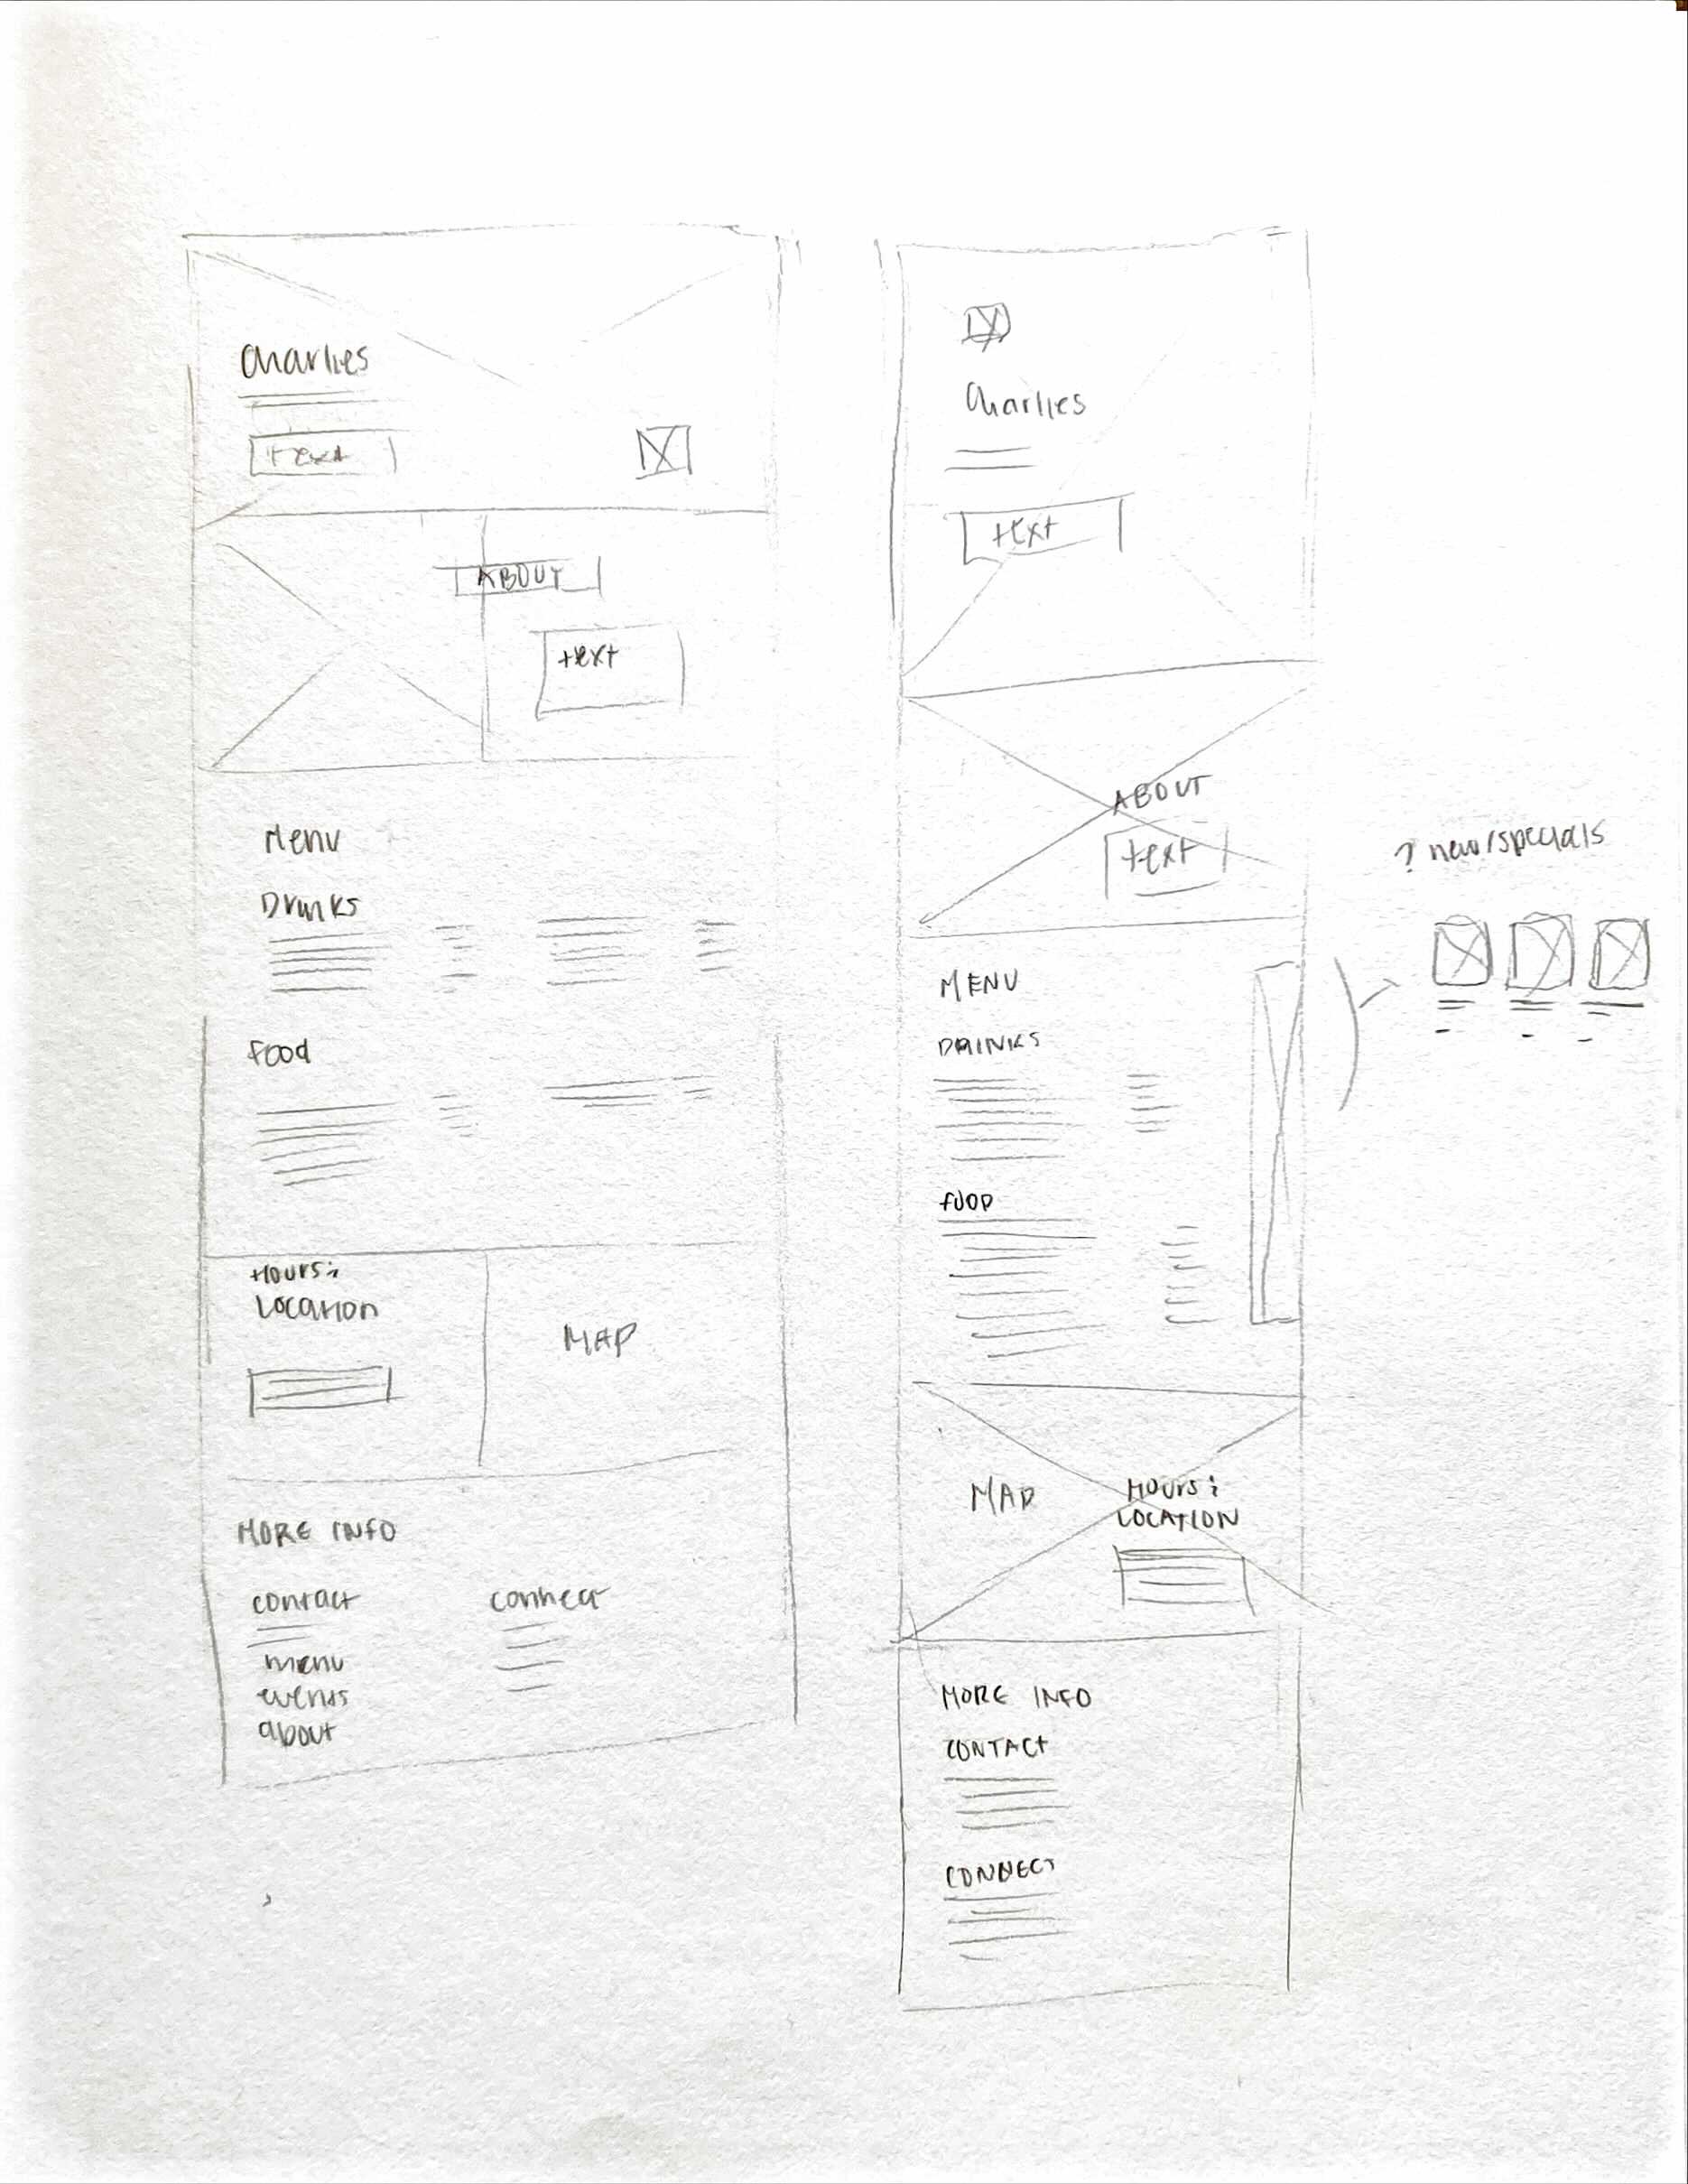 Charlies
text
ABOUT
text
Menu
Drinks
Food
HOURS:
LOCATION
MAP
MORE INFO
contact
connect
menu
events
about
Charlies
text
ABOUT
text
MENU
DRINKS
FOOD
MAP
HOURS:
LOCATION
MORE INFO
CONTACT
CONNECT
? new/specials